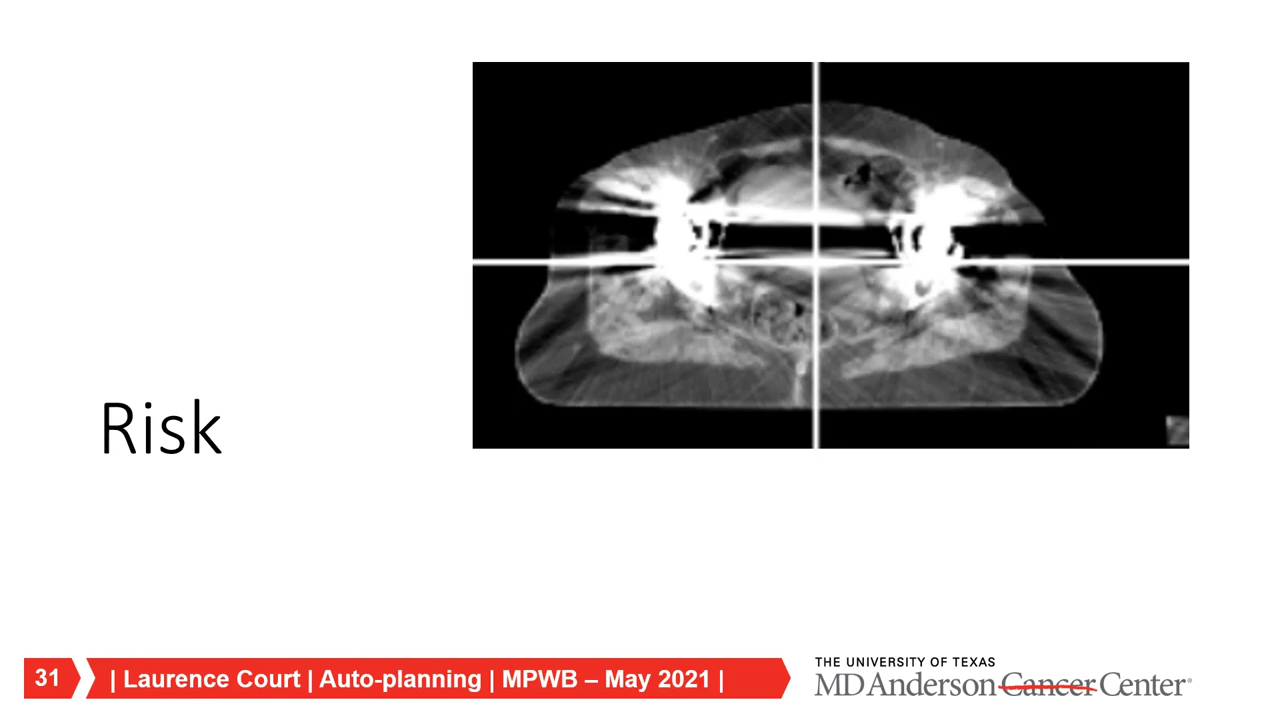 Risk
31
| Laurence Court | Auto-planning | MPWB – May 2021 |
THE UNIVERSITY OF TEXAS
MD Anderson Cancer Center®